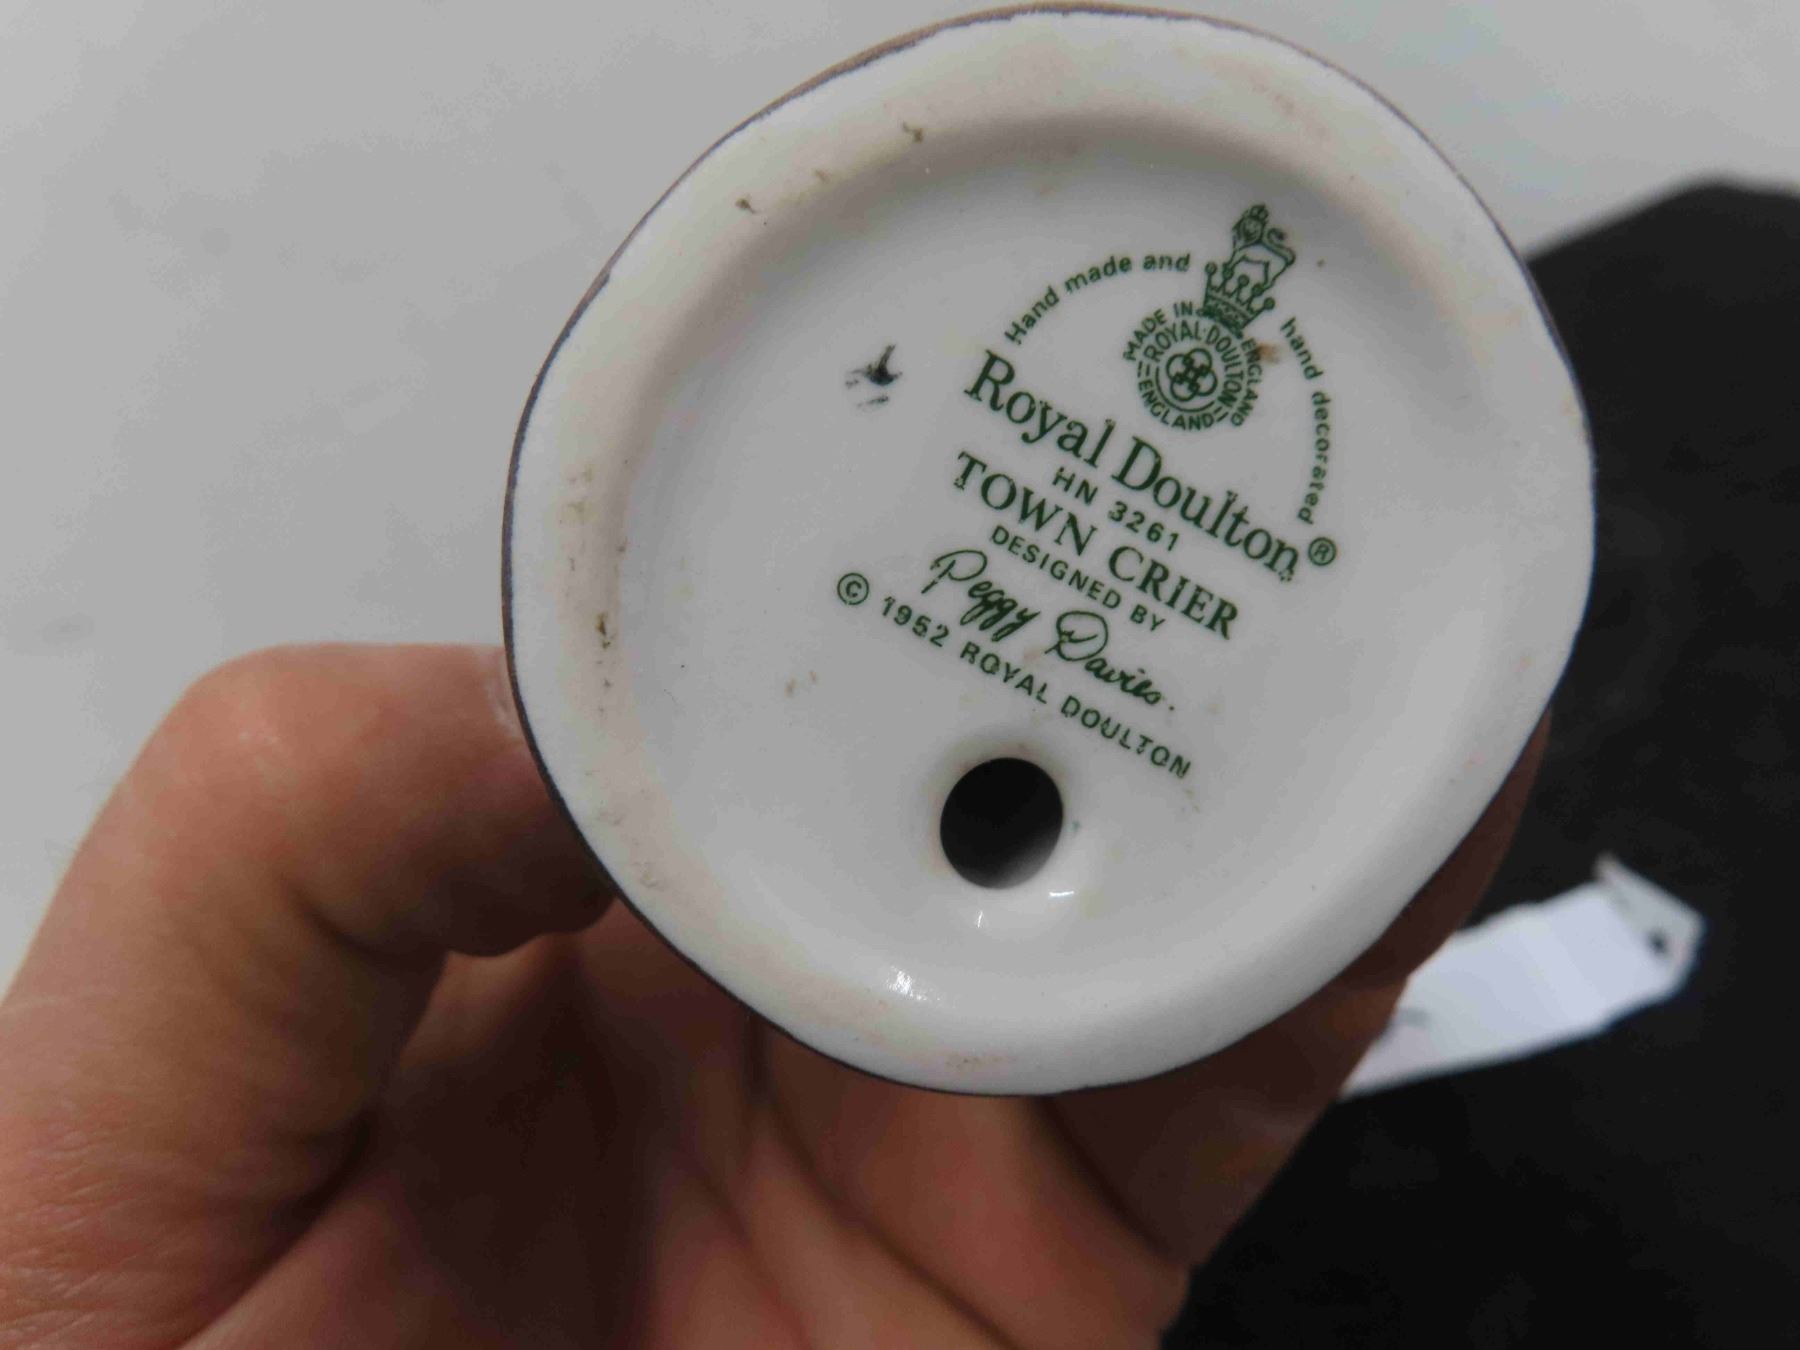 Hand made and hand decorated
MADE IN ENGLAND
ROYAL·DOULTON
ENGLAND
Royal Doulton®
HN 3261
TOWN CRIER
DESIGNED BY
Peggy Davies.
© 1952 ROYAL DOULTON